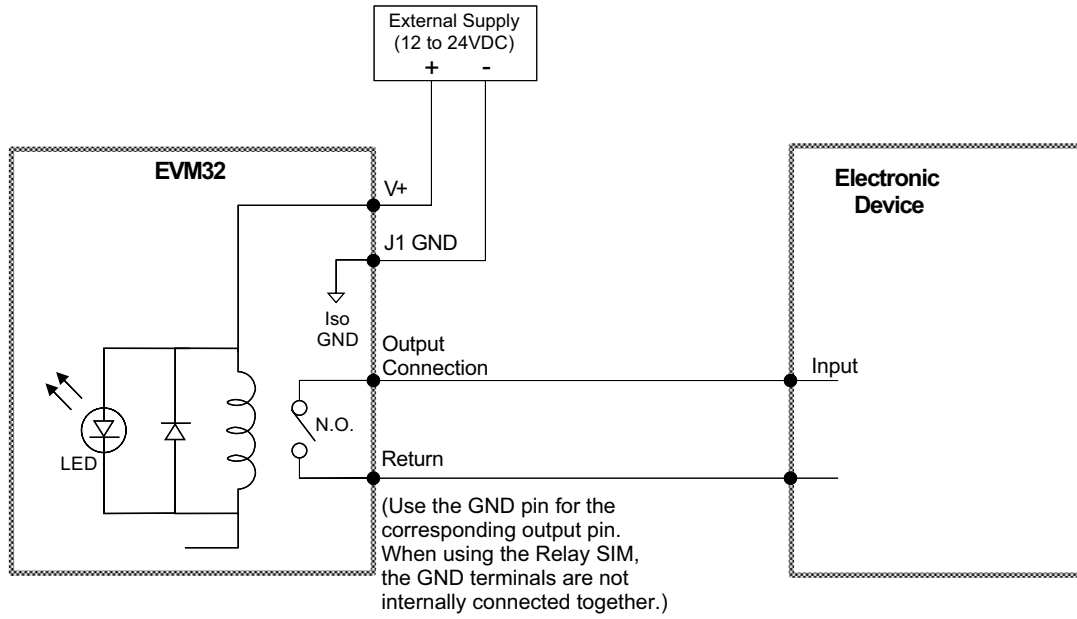 External Supply
(12 to 24VDC)
+ -
EVM32
V+
J1 GND
Iso
GND
Output
Connection
N.O.
LED
Return
(Use the GND pin for the
corresponding output pin.
When using the Relay SIM,
the GND terminals are not
internally connected together.)
Electronic
Device
Input